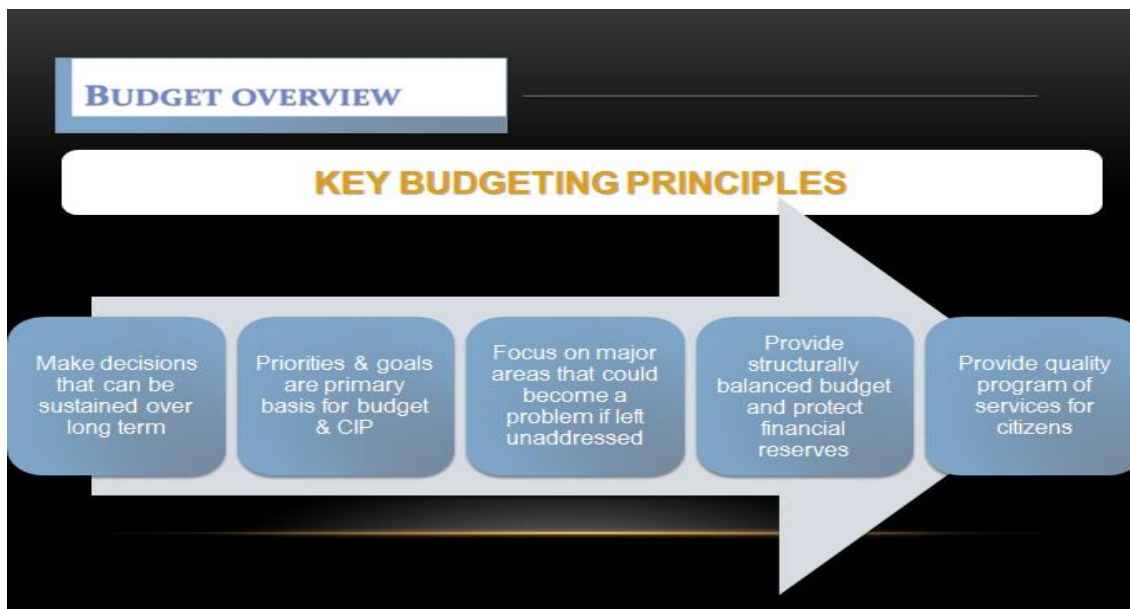 BUDGET OVERVIEW
KEY BUDGETING PRINCIPLES
Make decisions
that can be
sustained over
long term
Priorities & goals
are primary
basis for budget
& CIP
Focus on major
areas that could
become a
problem if left
unaddressed
Provide
structurally
balanced budget
and protect
financial
reserves
Provide quality
program of
services for
citizens